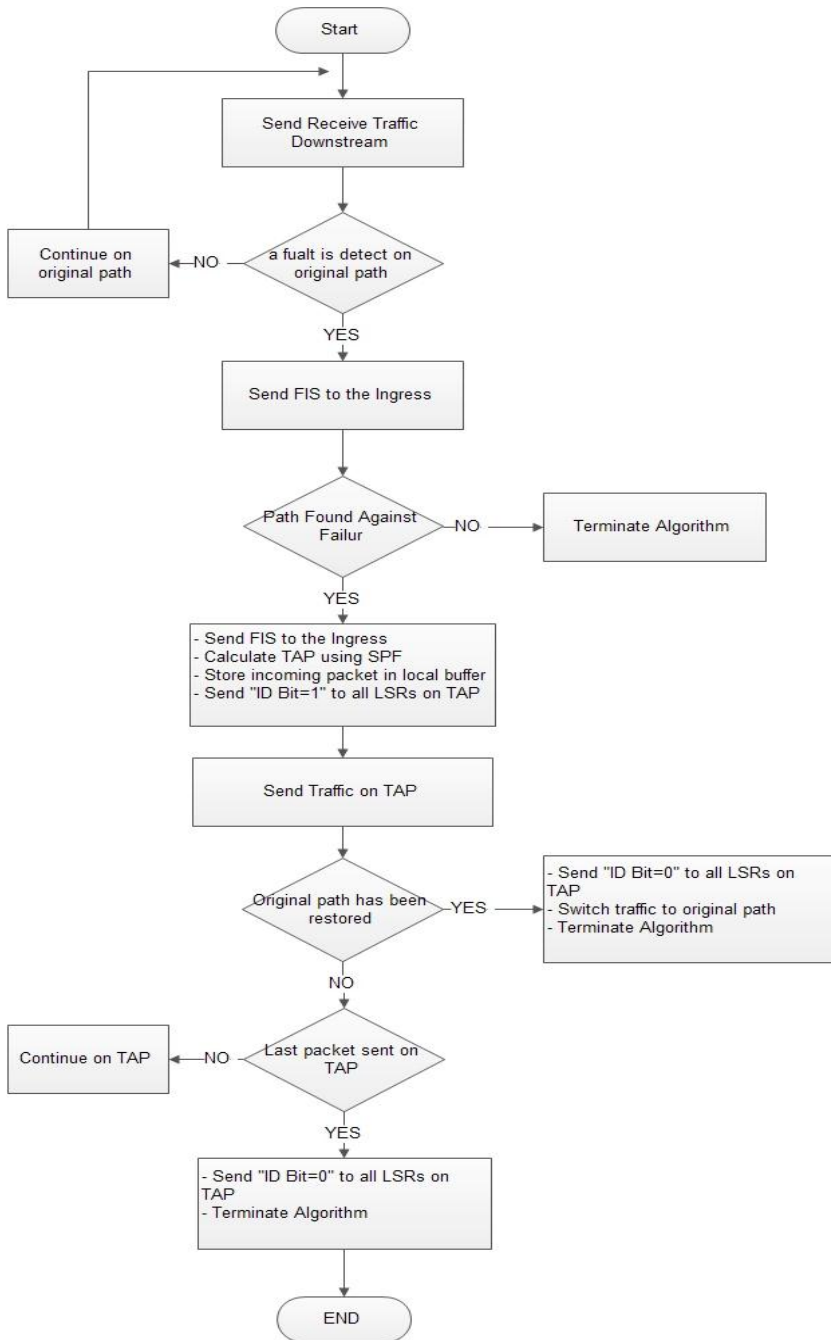 Start
Send Receive Traffic
Downstream
a fualt is detect on
original path
NO
Continue on
original path
YES
Send FIS to the Ingress
Path Found Against
Failur
NO
Terminate Algorithm
YES
- Send FIS to the Ingress
- Calculate TAP using SPF
- Store incoming packet in local buffer
- Send "ID Bit=1" to all LSRs on TAP
Send Traffic on TAP
Original path has been
restored
YES
- Send "ID Bit=0" to all LSRs on
TAP
- Switch traffic to original path
- Terminate Algorithm
NO
Last packet sent on
TAP
NO
Continue on TAP
YES
- Send "ID Bit=0" to all LSRs on
TAP
- Terminate Algorithm
END